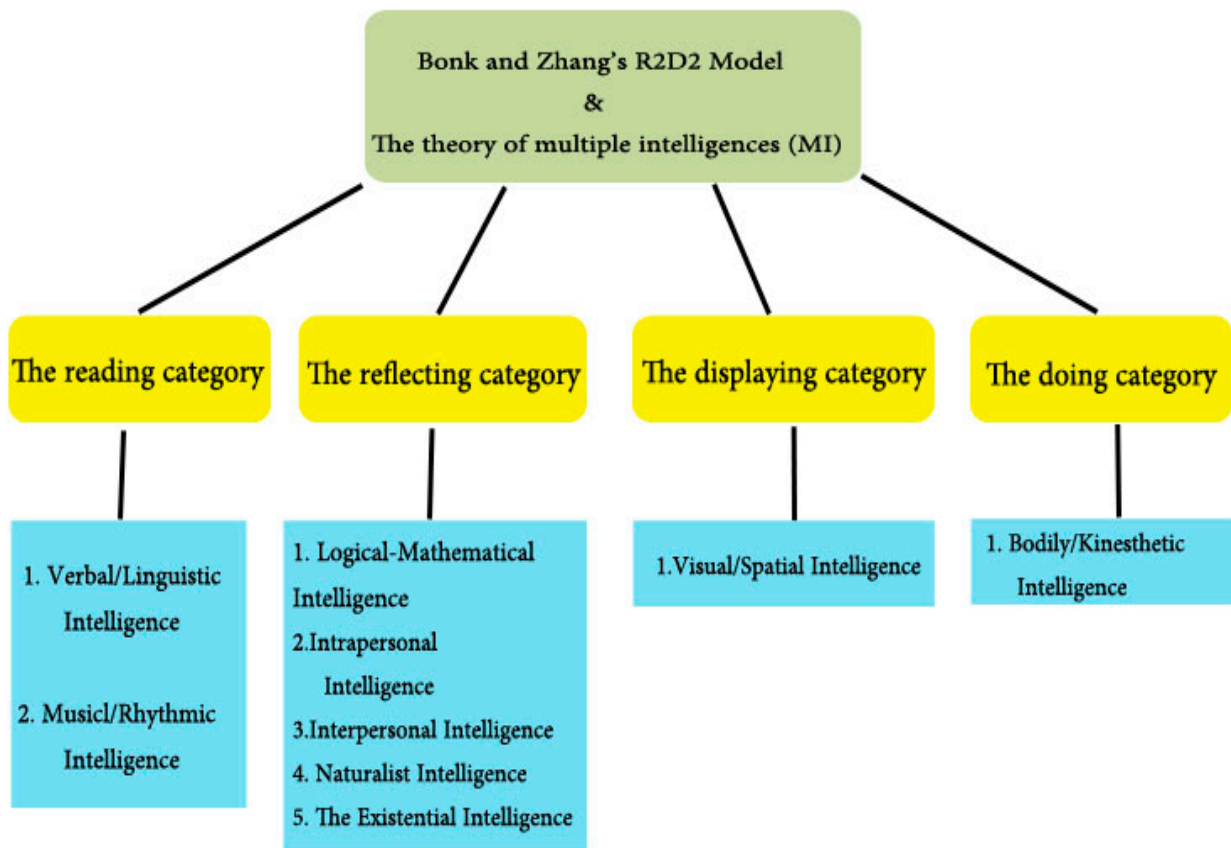 Bonk and Zhang's R2D2 Model
&
The theory of multiple intelligences (MI)
The reading category
The reflecting category
The displaying category
The doing category
1. Verbal/Linguistic
Intelligence
2. Musicl/Rhythmic
Intelligence
1. Logical-Mathematical
Intelligence
2.Intrapersonal
Intelligence
3.Interpersonal Intelligence
4. Naturalist Intelligence
5. The Existential Intelligence
1.Visual/Spatial Intelligence
1. Bodily/Kinesthetic
Intelligence